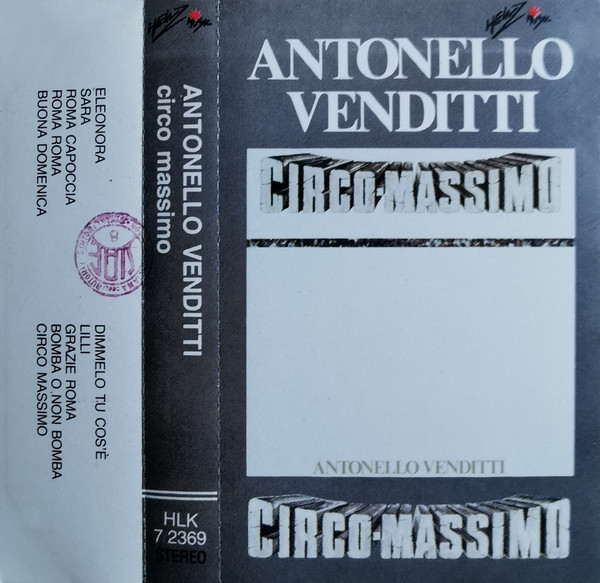 ELEONORA
SARA
ROMA CAPOCCIA
ROMA ROMA
BUONA DOMENICA
DIMMELO TU COS'È
LILLI
GRAZIE ROMA
BOMBA O NON BOMBA
CIRCO MASSIMO
SIAE
ANTONELLO VENDITTI
circo massimo
HLK
7 2369
STEREO
ANTONELLO
VENDITTI
CIRCO-MASSIMO
ANTONELLO VENDITTI
CIRCO-MASSIMO